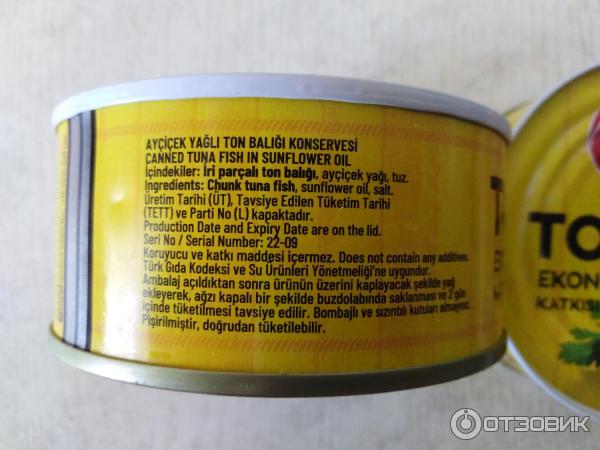 AYÇİÇEK YAĞLI TON BALIĞI KONSERVESİ
CANNED TUNA FISH IN SUNFLOWER OIL
İçindekiler: İri parçalı ton balığı, ayçiçek yağı, tuz.
Ingredients: Chunk tuna fish, sunflower oil, salt.
Üretim Tarihi (ÜT), Tavsiye Edilen Tüketim Tarihi
(TETT) ve Parti No (L) kapaktadır.
Production Date and Expiry Date are on the lid.
Seri No / Serial Number: 22-09
Koruyucu ve katkı maddesi içermez. Does not contain any additives.
Türk Gıda Kodeksi ve Su Ürünleri Yönetmeliği'ne uygundur.
Ambalaj açıldıktan sonra ürünün üzerini kaplayacak şekilde yağ
ekleyerek, ağzı kapalı bir şekilde buzdolabında saklanması ve 2 gün
içinde tüketilmesi tavsiye edilir. Bombajlı ve sızıntılı kutuları almayınız.
Pişirilmiştir, doğrudan tüketilebilir.
TO
EKON
KATKISI
ОТЗОВИК